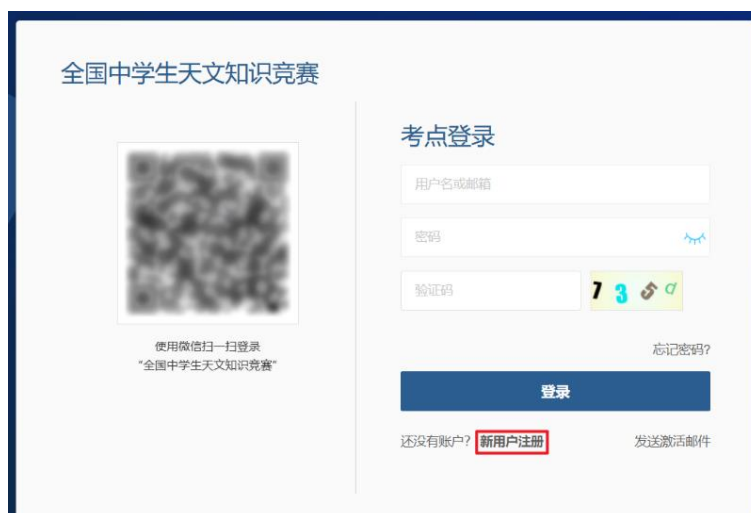 全国中学生天文知识竞赛
使用微信扫一扫登录
“全国中学生天文知识竞赛”
考点登录
用户名或邮箱
密码
验证码
735d
忘记密码?
登录
还没有账户? 新用户注册 发送激活邮件